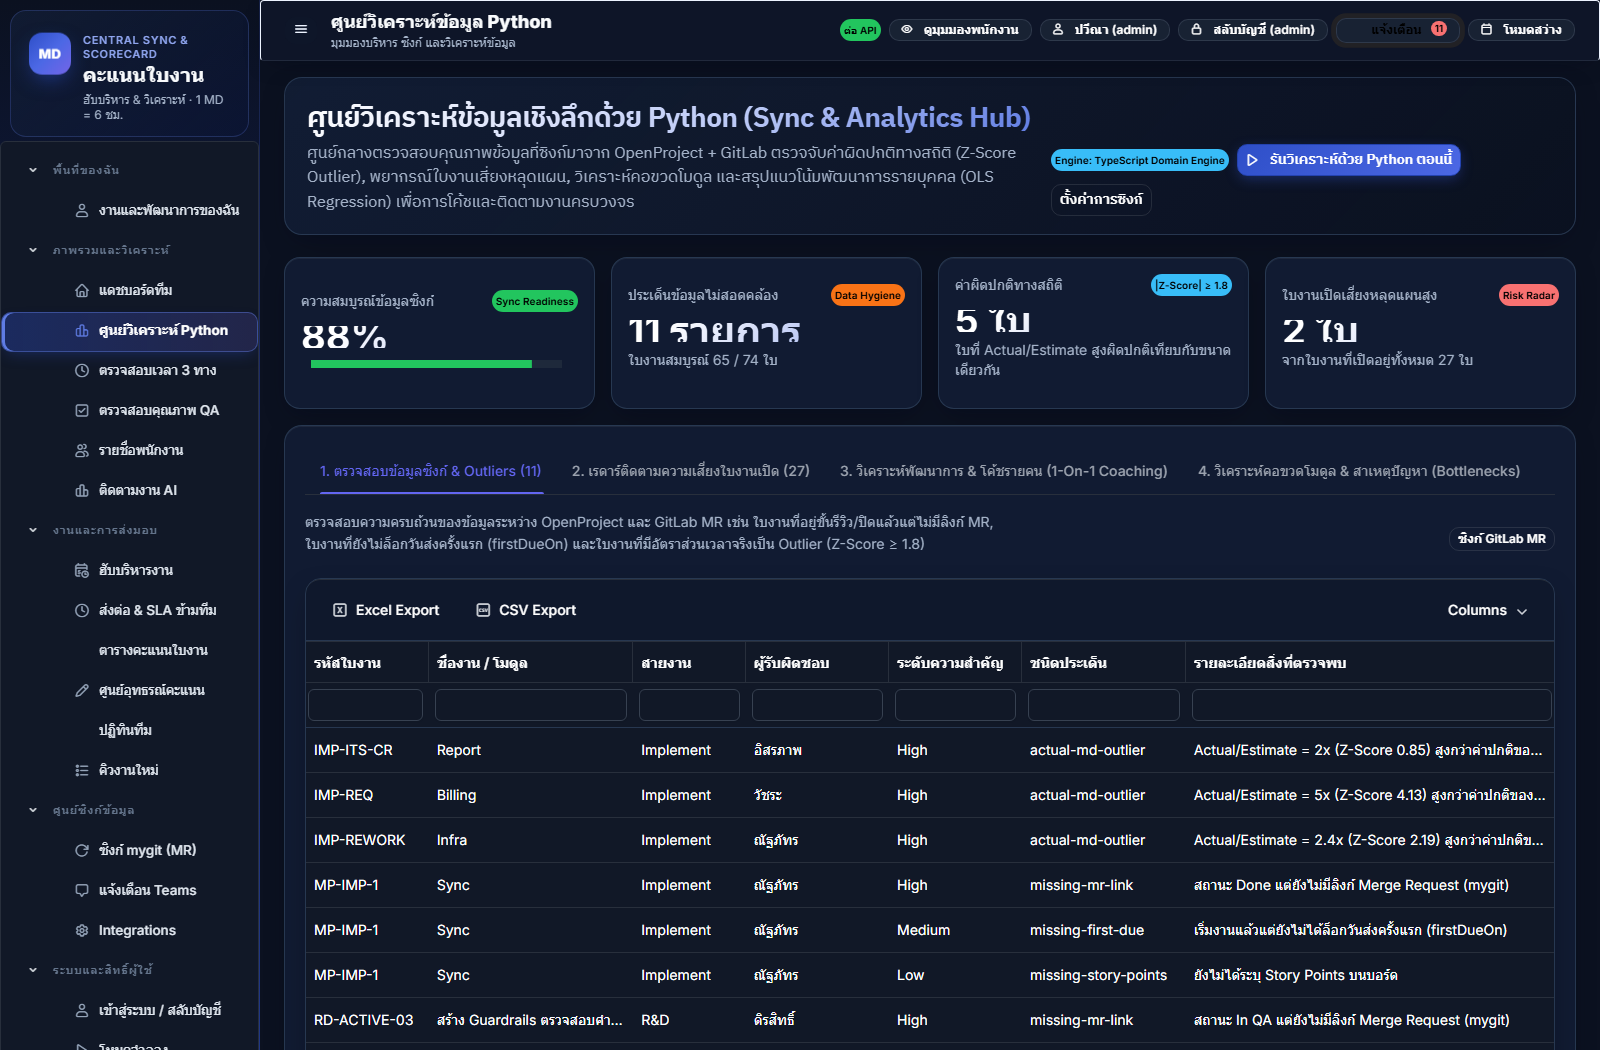 MD
CENTRAL SYNC &
SCORECARD
คะแนนใบงาน
ฮับบริหาร & วิเคราะห์ · 1 MD
= 6 ชม.
พื้นที่ของฉัน
งานและพัฒนาการของฉัน
ภาพรวมและวิเคราะห์
แดชบอร์ดทีม
ศูนย์วิเคราะห์ Python
ตรวจสอบเวลา 3 ทาง
ตรวจสอบคุณภาพ QA
รายชื่อพนักงาน
ติดตามงาน AI
งานและการส่งมอบ
ฮับบริหารงาน
ส่งต่อ & SLA ข้ามทีม
ตารางคะแนนใบงาน
ศูนย์อุทธรณ์คะแนน
ปฏิทินทีม
คิวงานใหม่
ศูนย์ซิงก์ข้อมูล
ซิงก์ mygit (MR)
แจ้งเตือน Teams
Integrations
ระบบและสิทธิ์ผู้ใช้
เข้าสู่ระบบ / สลับบัญชี
ศูนย์วิเคราะห์ข้อมูล Python
มุมมองบริหาร ซิงก์ และวิเคราะห์ข้อมูล
ต่อ API
ดูมุมมองพนักงาน
ปวีณา (admin)
สลับบัญชี (admin)
แจ้งเตือน 11
โหมดสว่าง
ศูนย์วิเคราะห์ข้อมูลเชิงลึกด้วย Python (Sync & Analytics Hub)
ศูนย์กลางตรวจสอบคุณภาพข้อมูลที่ซิงก์มาจาก OpenProject + GitLab ตรวจจับค่าผิดปกติทางสถิติ (Z-Score
Outlier), พยากรณ์ใบงานเสี่ยงหลุดแผน, วิเคราะห์คอขวดโมดูล และสรุปแนวโน้มพัฒนาการรายบุคคล (OLS
Regression) เพื่อการโค้ชและติดตามงานครบวงจร
Engine: TypeScript Domain Engine
รันวิเคราะห์ด้วย Python ตอนนี้
ตั้งค่าการซิงก์
ความสมบูรณ์ข้อมูลซิงก์
Sync Readiness
88%
ประเด็นข้อมูลไม่สอดคล้อง
Data Hygiene
11 รายการ
ใบงานสมบูรณ์ 65 / 74 ใบ
ค่าผิดปกติทางสถิติ
|Z-Score| ≥ 1.8
5 ใบ
ใบที่ Actual/Estimate สูงผิดปกติเทียบกับขนาด
เดียวกัน
ใบงานเปิดเสี่ยงหลุดแผนสูง
Risk Radar
2 ใบ
จากใบงานที่เปิดอยู่ทั้งหมด 27 ใบ
1. ตรวจสอบข้อมูลซิงก์ & Outliers (11)
2. เรดาร์ติดตามความเสี่ยงใบงานเปิด (27)
3. วิเคราะห์พัฒนาการ & โค้ชรายคน (1-On-1 Coaching)
4. วิเคราะห์คอขวดโมดูล & สาเหตุปัญหา (Bottlenecks)
ตรวจสอบความครบถ้วนของข้อมูลระหว่าง OpenProject และ GitLab MR เช่น ใบงานที่อยู่ขั้นรีวิว/ปิดแล้วแต่ไม่มีลิงก์ MR,
ใบงานที่ยังไม่ล็อกวันส่งครั้งแรก (firstDueOn) และใบงานที่มีอัตราส่วนเวลาจริงเป็น Outlier (Z-Score ≥ 1.8)
ซิงก์ GitLab MR
Excel Export
CSV Export
Columns
รหัสใบงาน ชื่องาน / โมดูล สายงาน ผู้รับผิดชอบ ระดับความสำคัญ ชนิดประเด็น รายละเอียดสิ่งที่ตรวจพบ
IMP-ITS-CR Report Implement อิสรภาพ High actual-md-outlier Actual/Estimate = 2x (Z-Score 0.85) สูงกว่าค่าปกติขอ...
IMP-REQ Billing Implement วัชระ High actual-md-outlier Actual/Estimate = 5x (Z-Score 4.13) สูงกว่าค่าปกติของ...
IMP-REWORK Infra Implement ณัฐภัทร High actual-md-outlier Actual/Estimate = 2.4x (Z-Score 2.19) สูงกว่าค่าปกติข...
MP-IMP-1 Sync Implement ณัฐภัทร High missing-mr-link สถานะ Done แต่ยังไม่มีลิงก์ Merge Request (mygit)
MP-IMP-1 Sync Implement ณัฐภัทร Medium missing-first-due เริ่มงานแล้วแต่ยังไม่ได้ล็อกวันส่งครั้งแรก (firstDueOn)
MP-IMP-1 Sync Implement ณัฐภัทร Low missing-story-points ยังไม่ได้ระบุ Story Points บนบอร์ด
RD-ACTIVE-03 สร้าง Guardrails ตรวจสอบคำ... R&D ดิรสิทธิ์ High missing-mr-link สถานะ In QA แต่ยังไม่มีลิงก์ Merge Request (mygit)